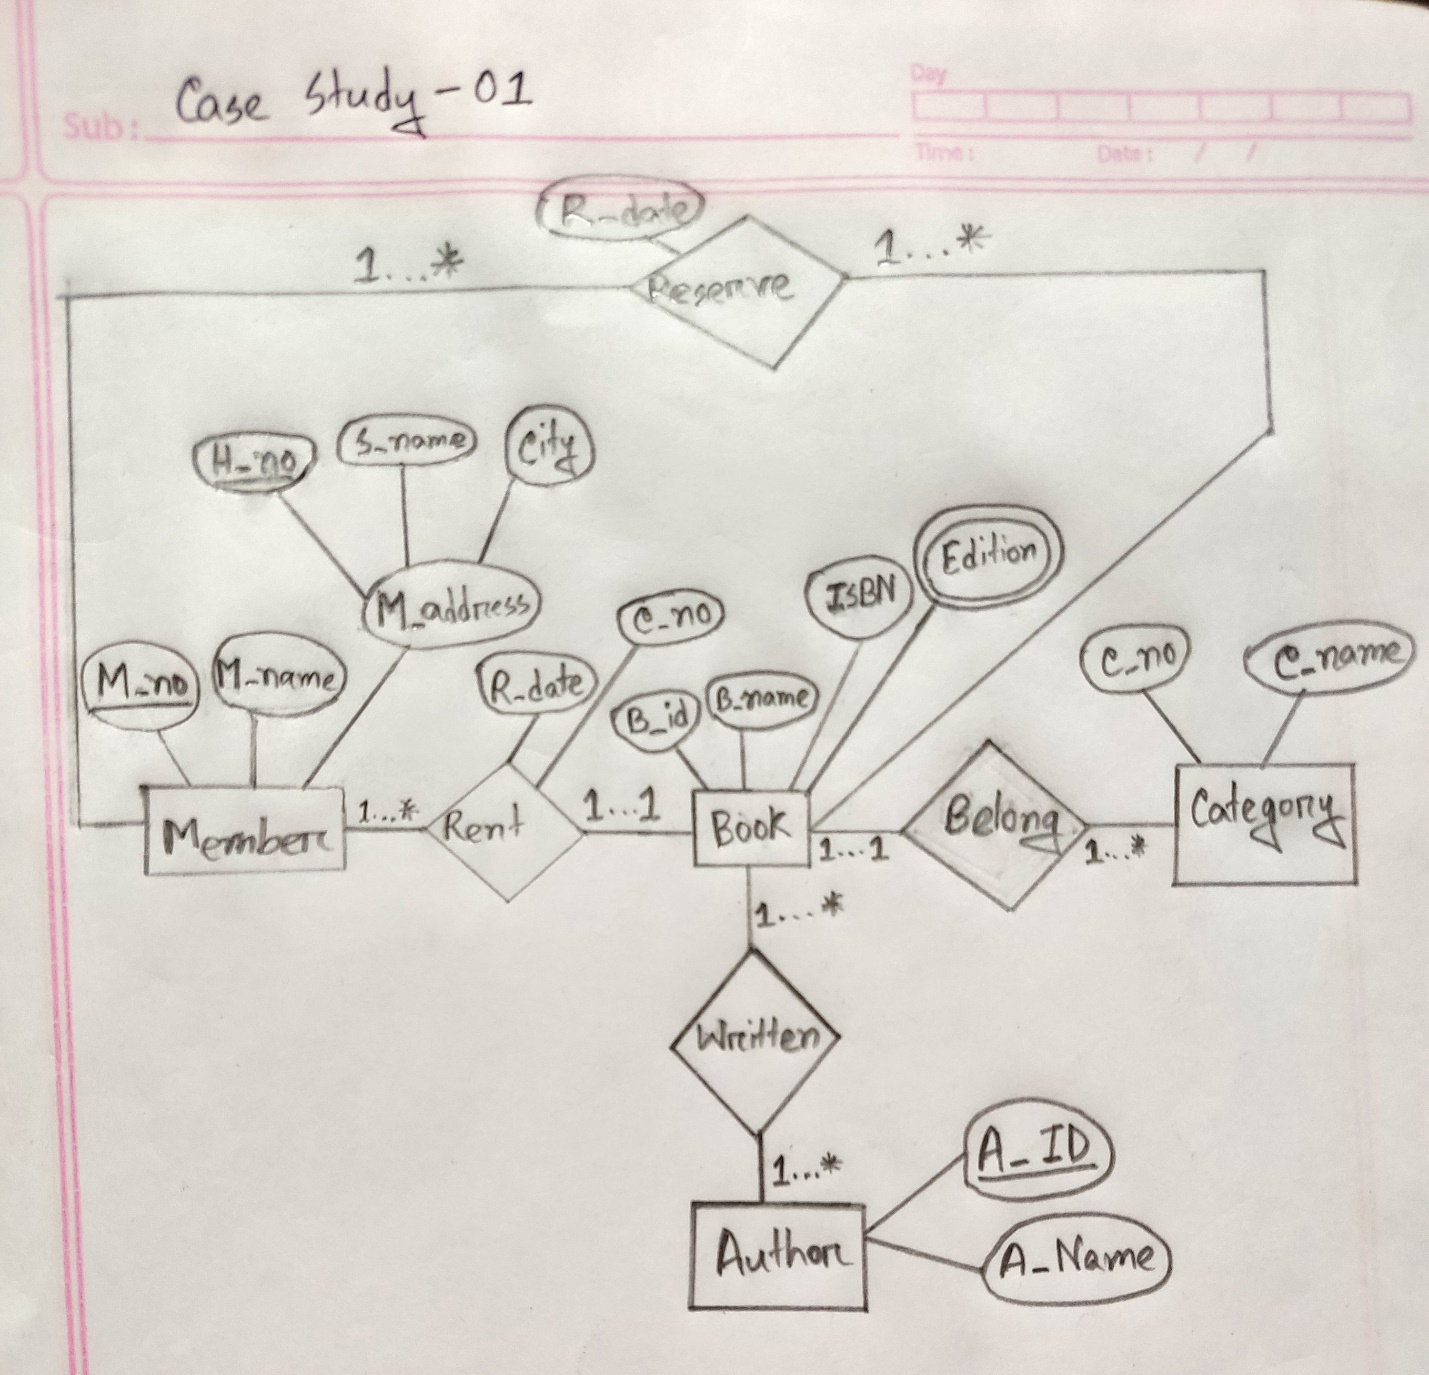 Case Study-01
Sub:
Day
Time:
Date: / /
R_date
1...*
Reserve
1...*
H_no
S_name
City
M_address
M_no
M_name
R_date
C_no
B_id
B_name
ISBN
Edition
C_no
C_name
Member
1...*
Rent
1...1
Book
1...1
Belong
1...*
Category
1...*
Written
1...*
Author
A_ID
A_Name